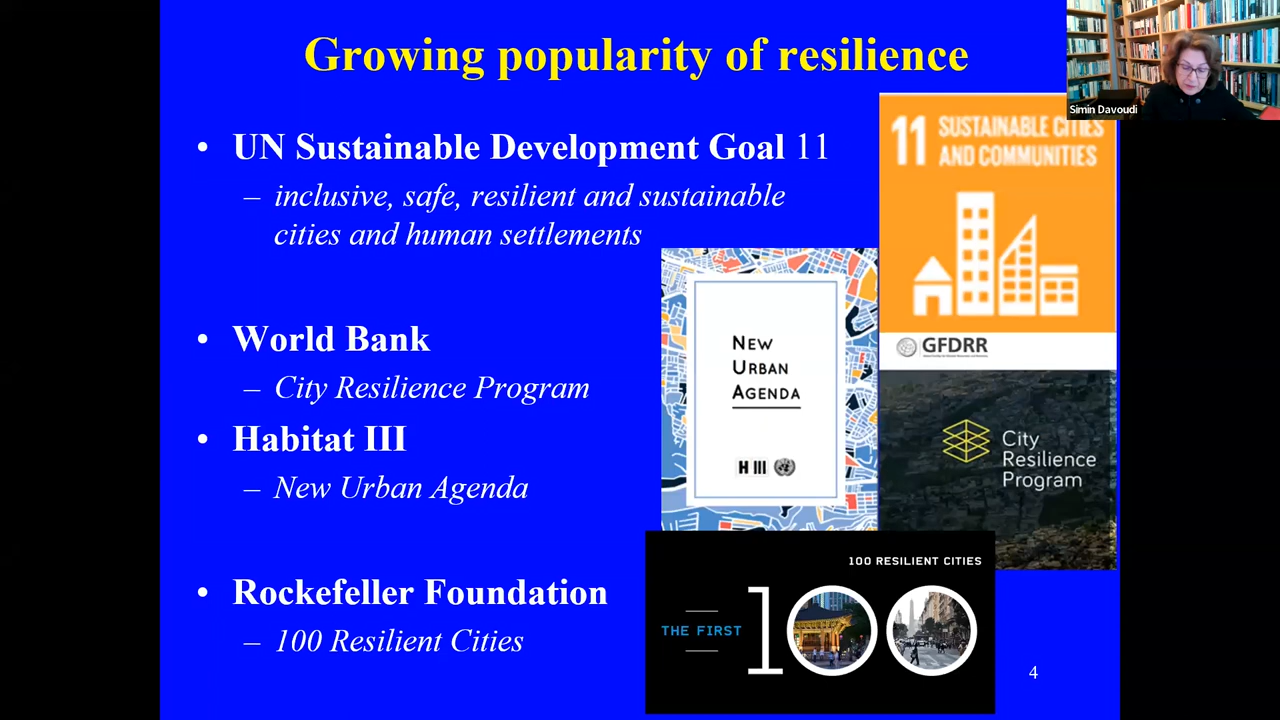 Growing popularity of resilience
Simin Davoudi
• UN Sustainable Development Goal 11
– inclusive, safe, resilient and sustainable
cities and human settlements
• World Bank
– City Resilience Program
• Habitat III
– New Urban Agenda
• Rockefeller Foundation
– 100 Resilient Cities
11 SUSTAINABLE CITIES
AND COMMUNITIES
GFDRR
NEW
URBAN
AGENDA
H III
City
Resilience
Program
100 RESILIENT CITIES
THE FIRST 100
4